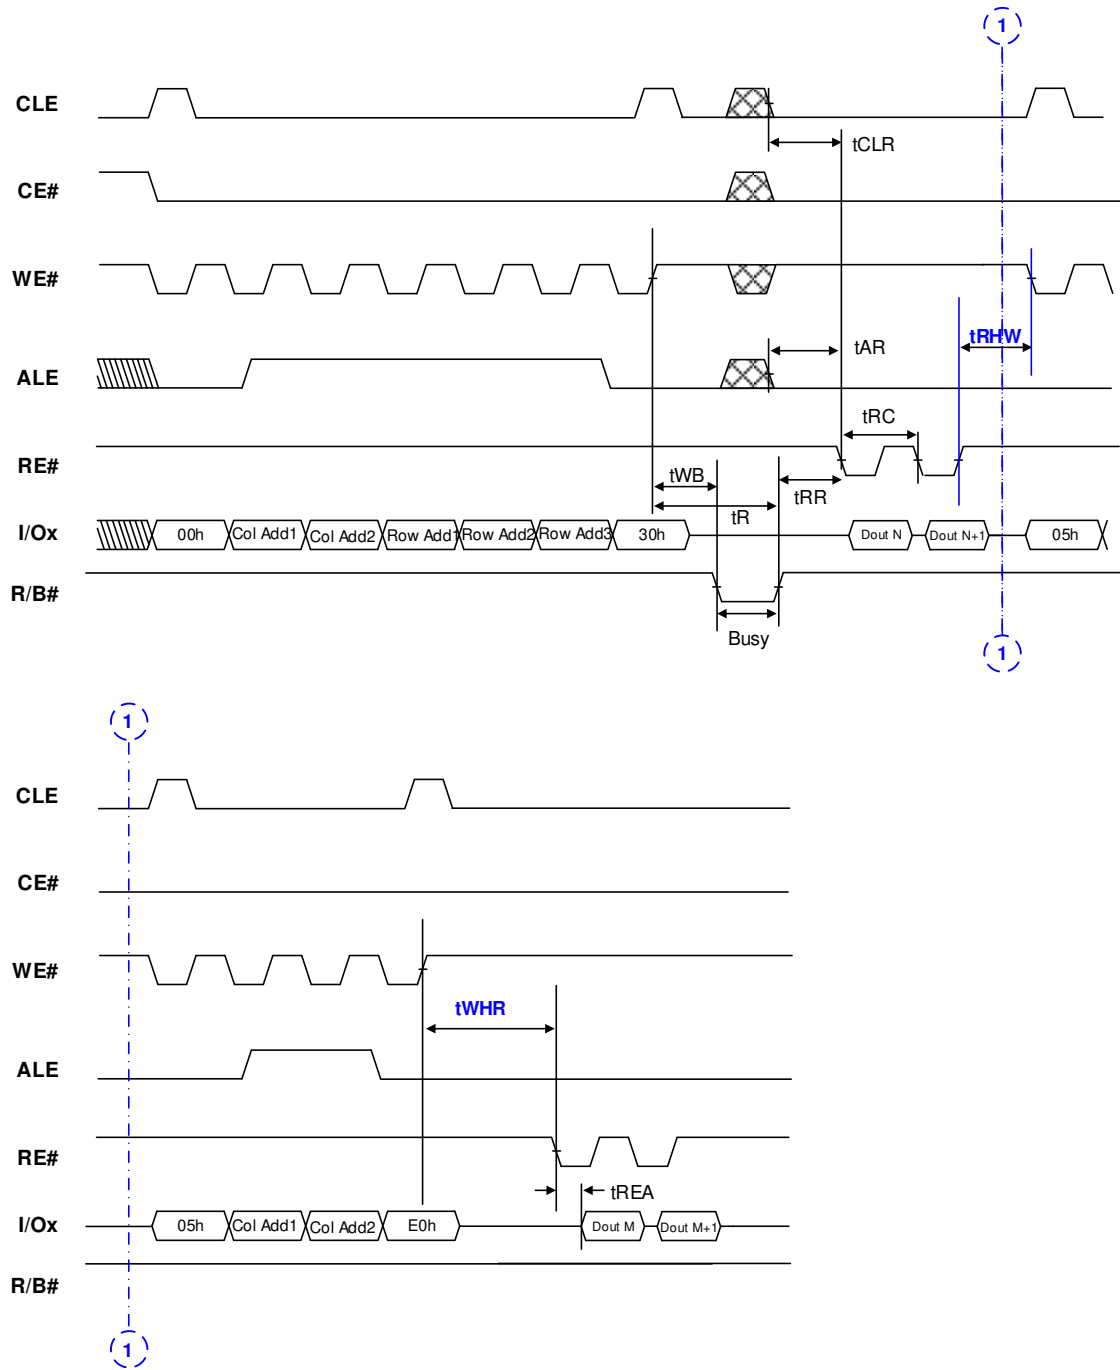 1
CLE
tCLR
CE#
WE#
tRHW
tAR
ALE
tRC
RE#
tWB
tRR
tR
I/Ox 00h Col Add1 Col Add2 Row Add1 Row Add2 Row Add3 30h Dout N Dout N+1 05h
R/B#
Busy
1
1
CLE
CE#
WE#
tWHR
ALE
RE#
tREA
I/Ox 05h Col Add1 Col Add2 E0h Dout M Dout M+1
R/B#
1